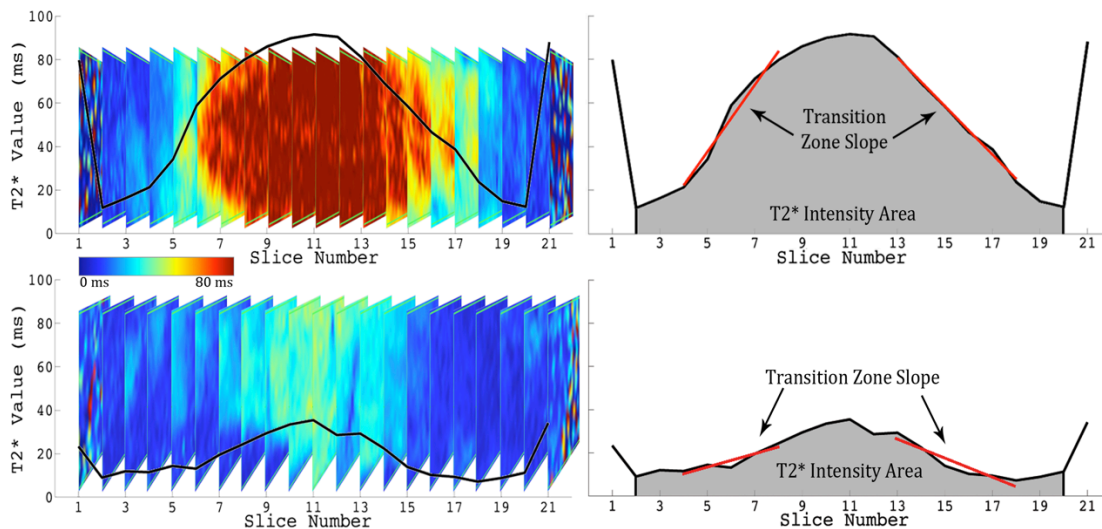 100
80
60
40
20
0
T2* Value (ms)
1 3 5 7 9 11 13 15 17 19 21
Slice Number
Transition
Zone Slope
T2* Intensity Area
1 3 5 7 9 11 13 15 17 19 21
Slice Number
0 ms 80 ms
100
80
60
40
20
0
T2* Value (ms)
1 3 5 7 9 11 13 15 17 19 21
Slice Number
Transition Zone Slope
T2* Intensity Area
1 3 5 7 9 11 13 15 17 19 21
Slice Number